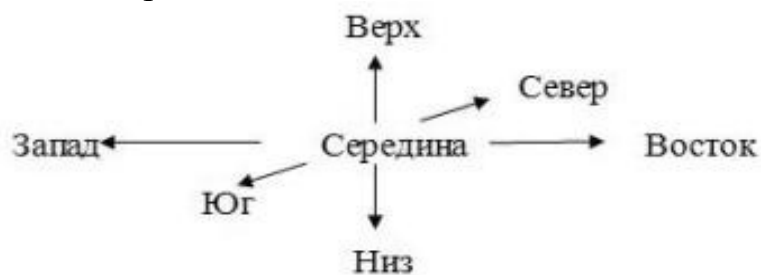 Верх
Север
Запад Середина Восток
Юг
Низ